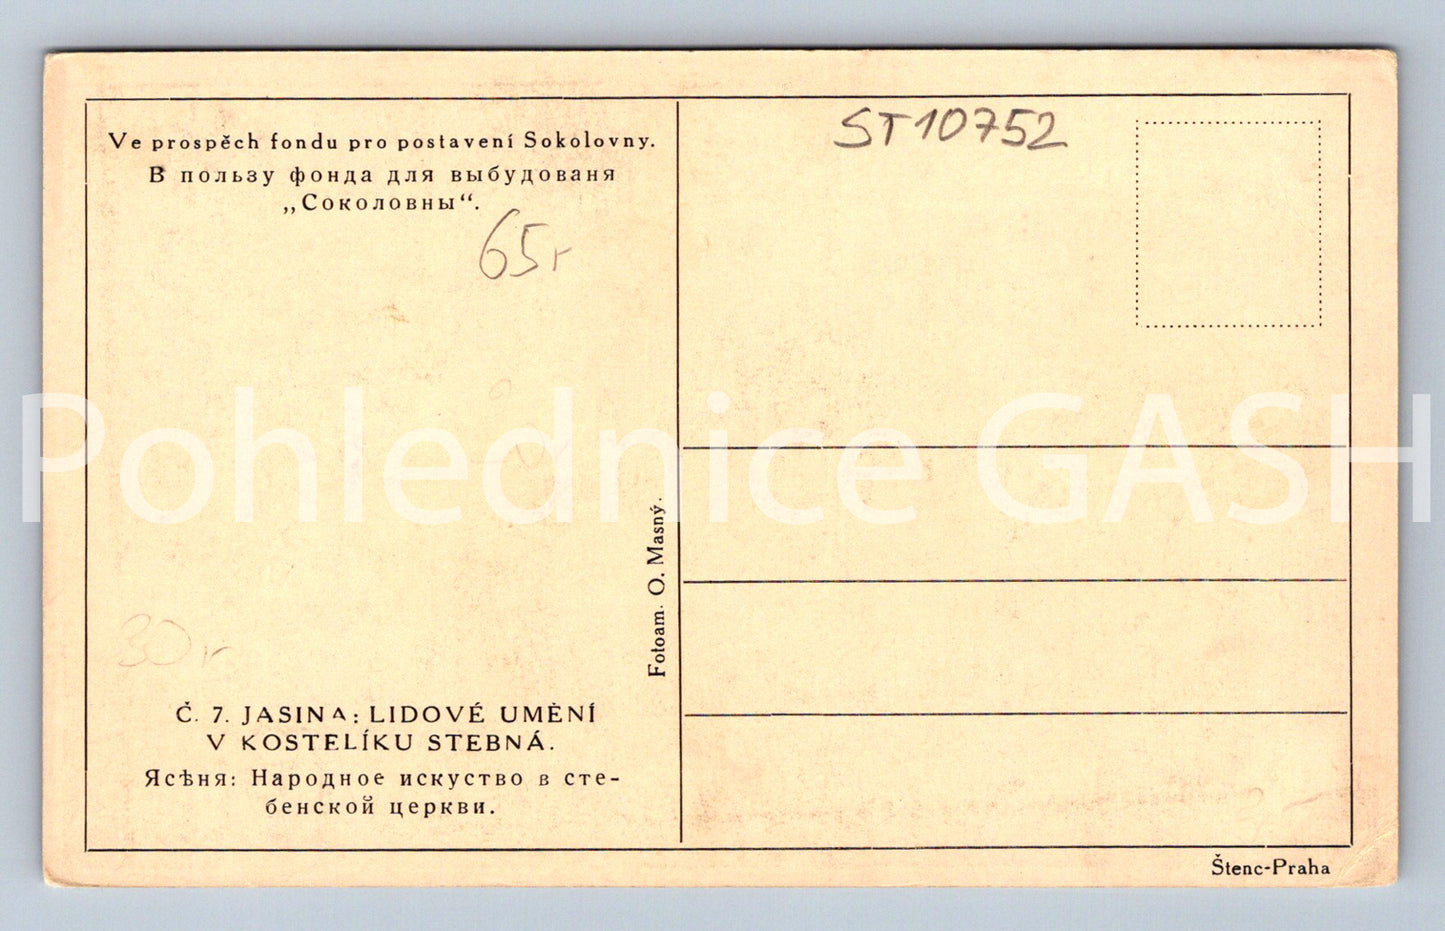 Ve prospěch fondu pro postavení Sokolovny.
В пользу фонда для выбудованя
„Соколовны“.
65r
ST10752
Pohlednice GASH
Fotoam. O. Masný.
30r
Č. 7. JASINA: LIDOVÉ UMĚNÍ
V KOSTELÍKU STEBNÁ.
Ясѣня: Народное искуство в сте-
бенской церкви.
Štenc-Praha